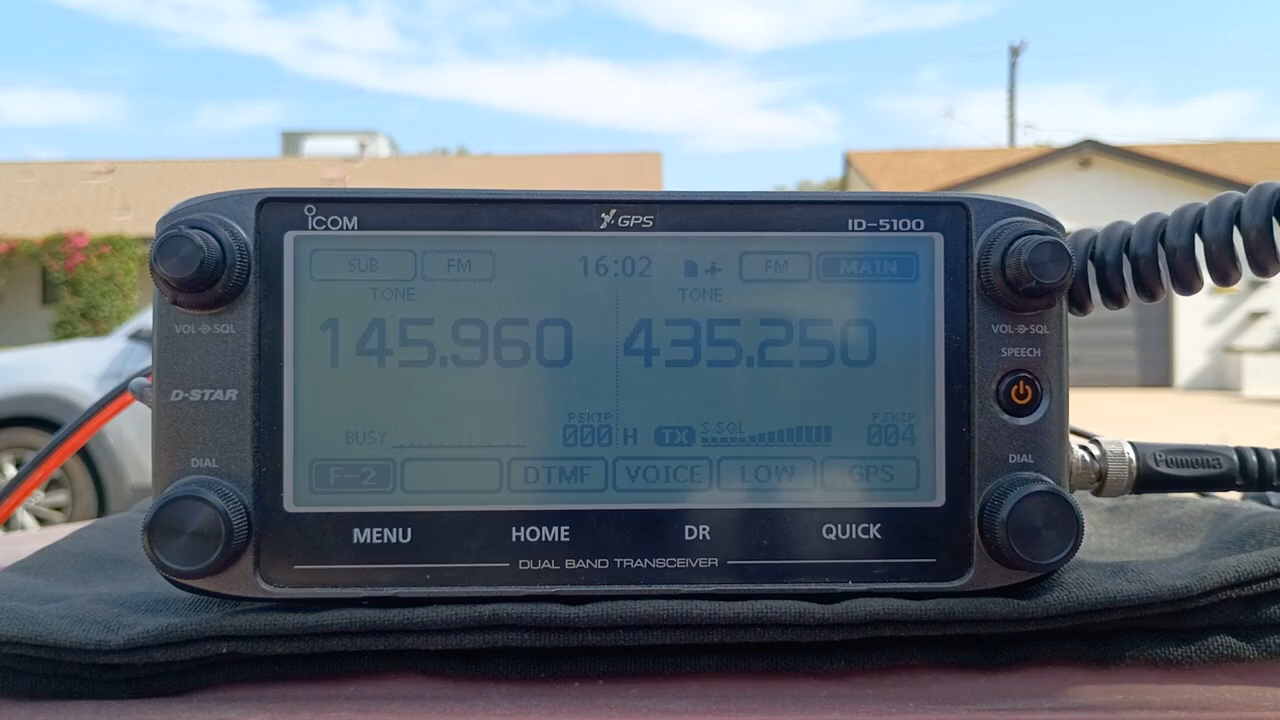 ICOM GPS ID-5100
SUB FM 16:02 FM MAIN
TONE TONE
145.960 435.250
VOL SQL VOL SQL
SPEECH
D-STAR
PSKIP S SQL PSKIP
BUSY 000 H TX 004
DIAL DIAL
Pomona
F-2 DTMF VOICE LOW GPS
MENU HOME DR QUICK
DUAL BAND TRANSCEIVER